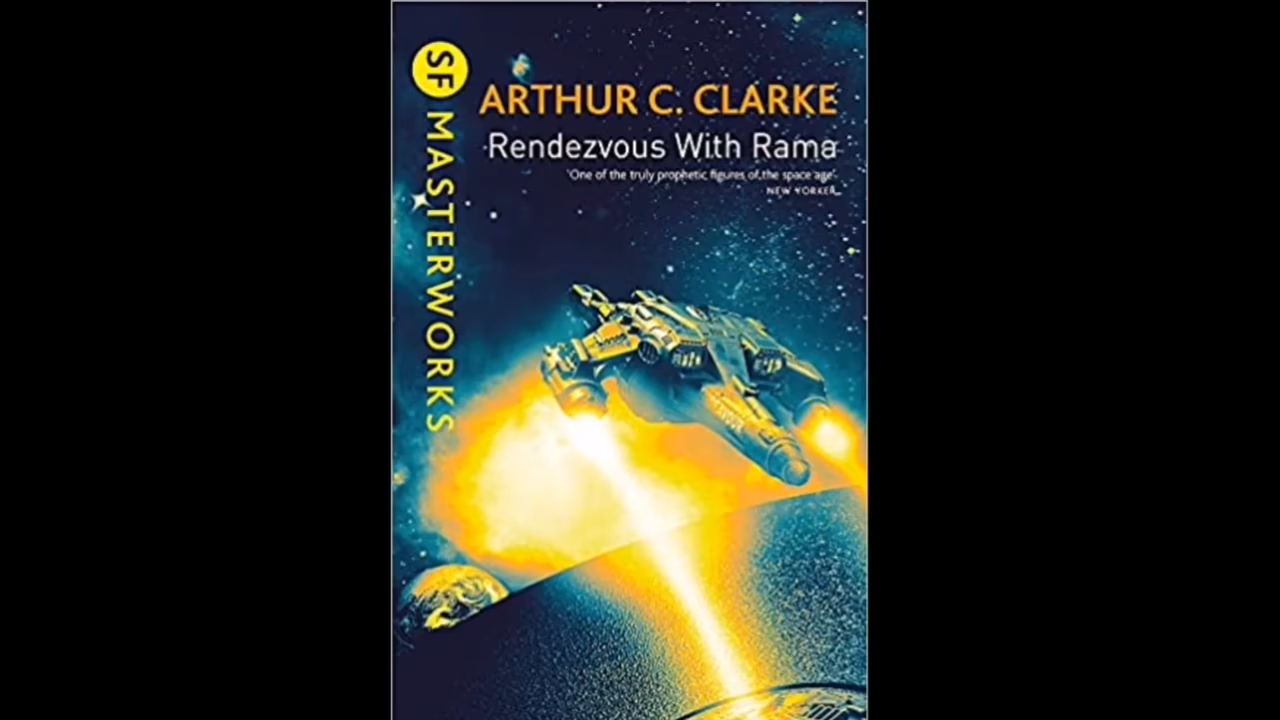 SF MASTERWORKS
ARTHUR C. CLARKE
Rendezvous With Rama
'One of the truly prophetic figures of the space age'
NEW YORKER